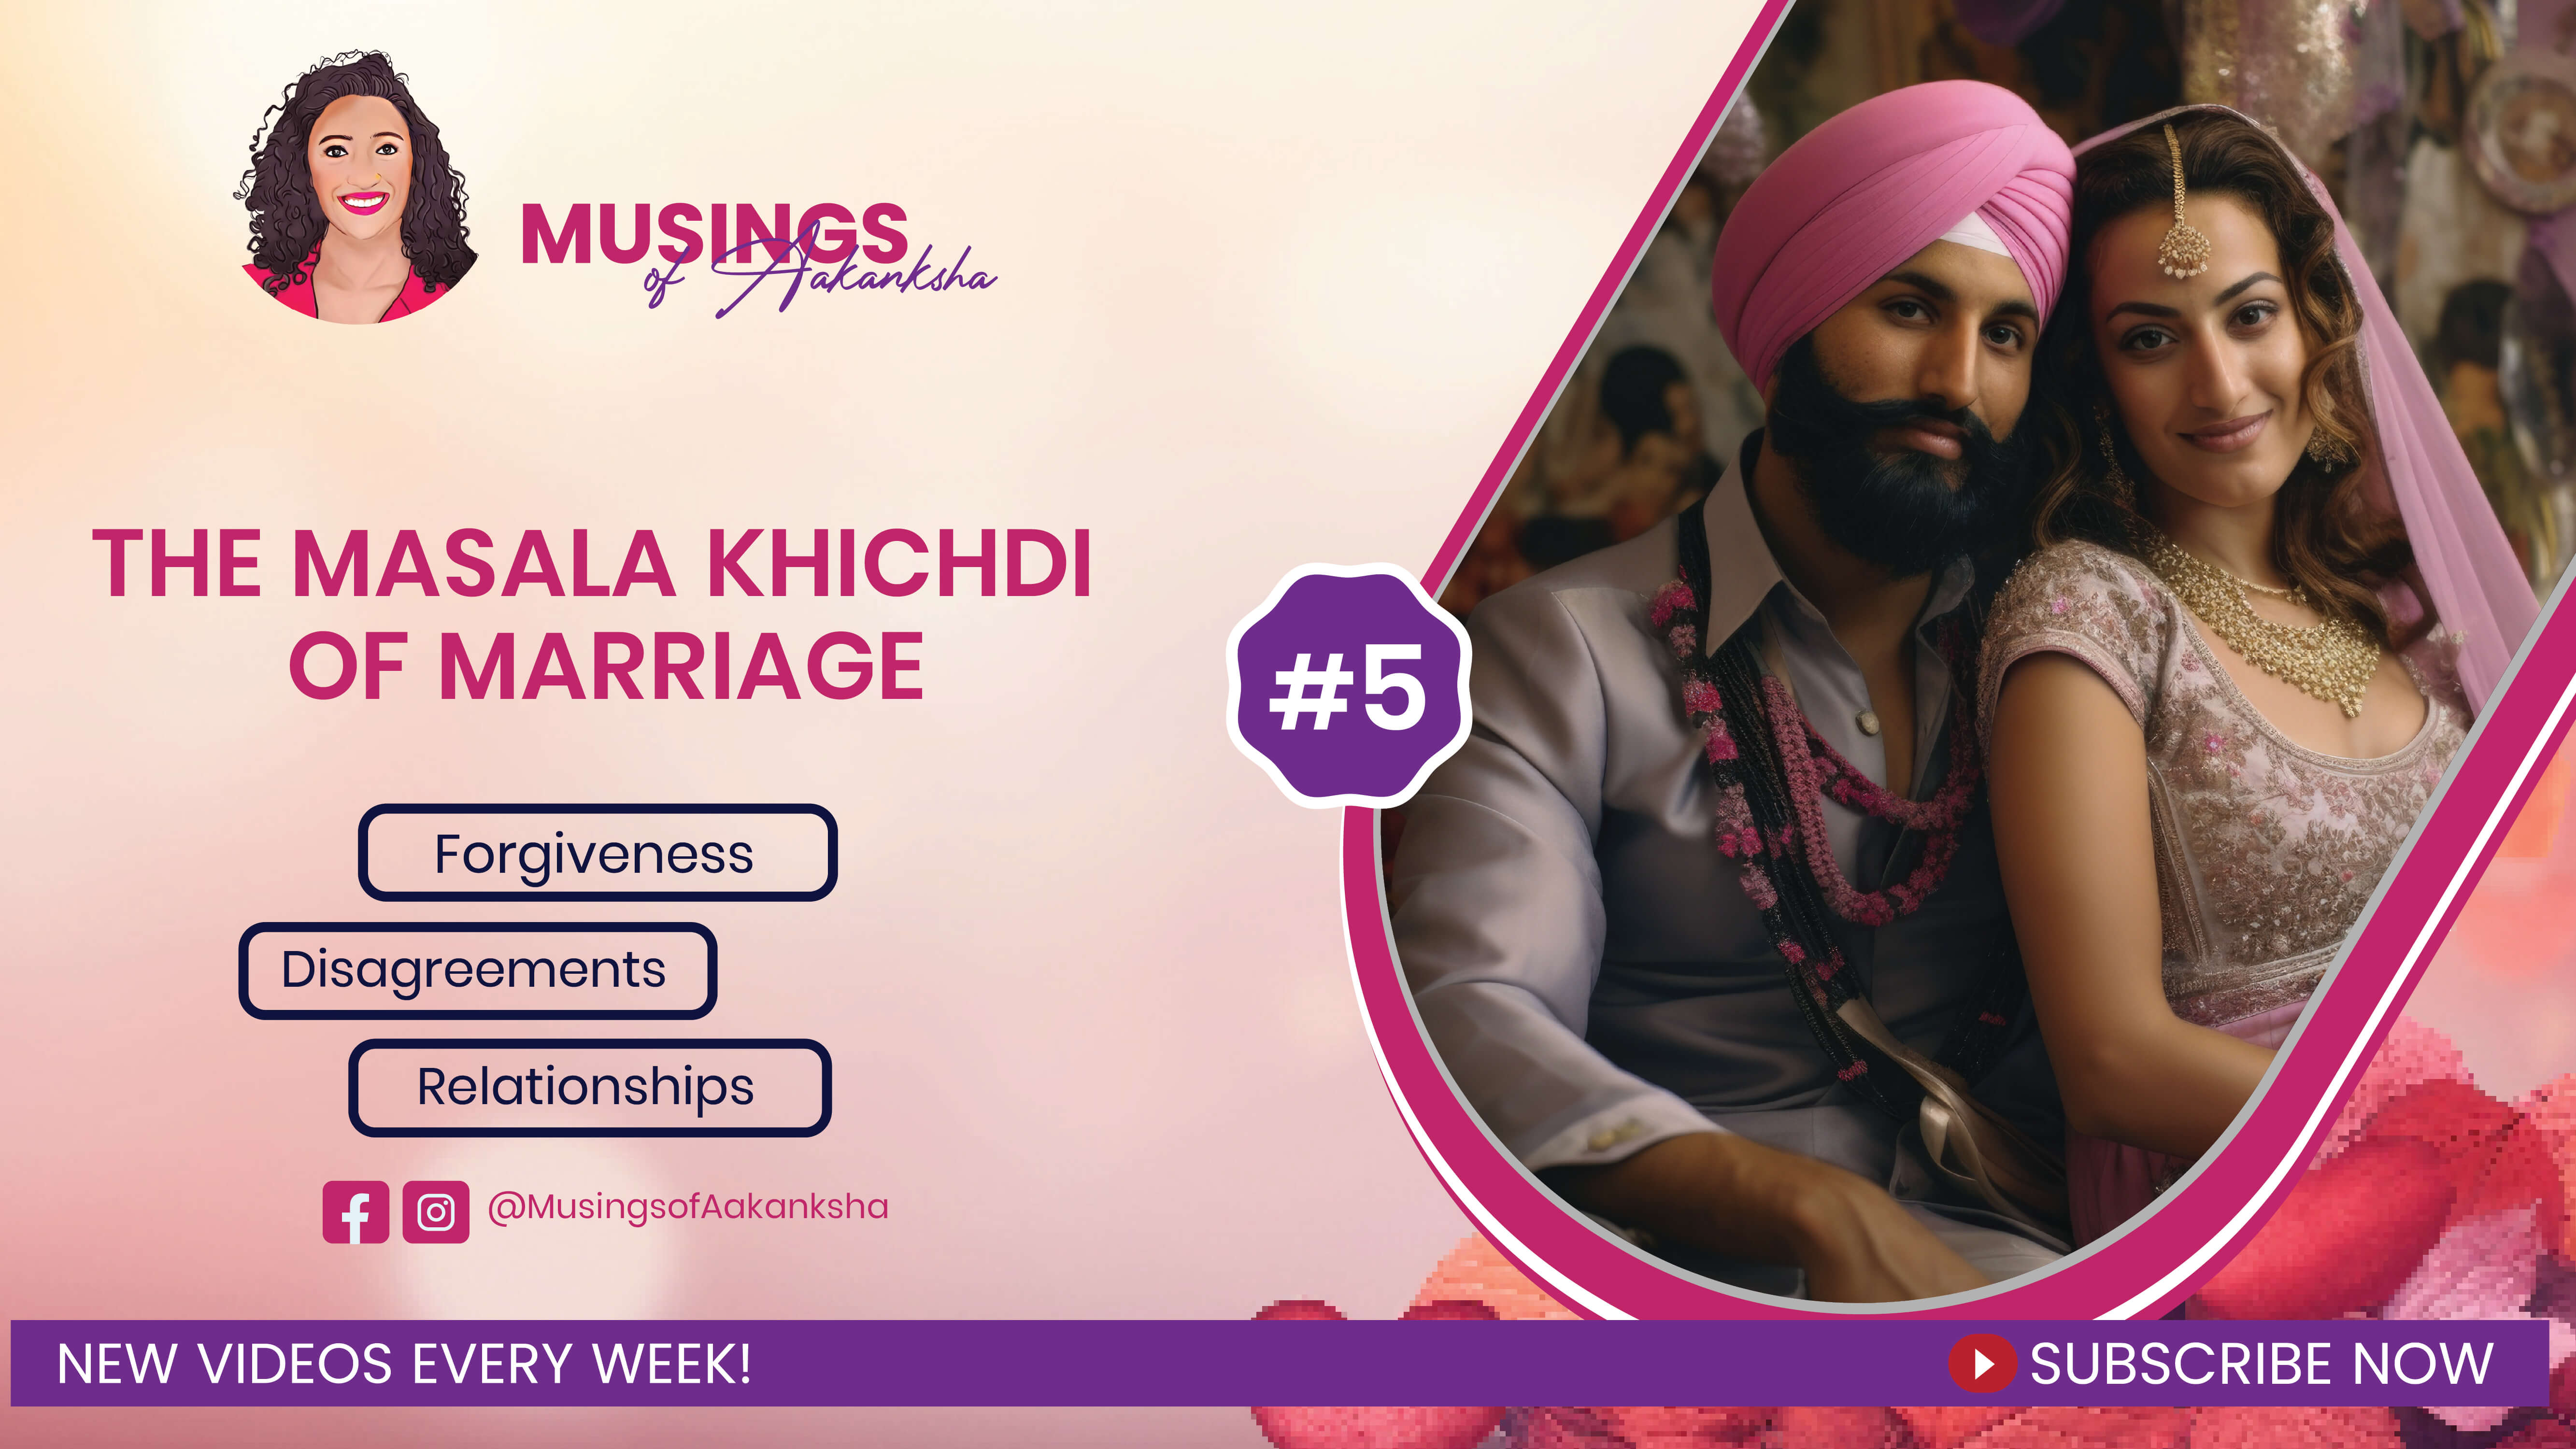 MUSINGS
of Aakanksha
THE MASALA KHICHDI
OF MARRIAGE
#5
Forgiveness
Disagreements
Relationships
@MusingsofAakanksha
NEW VIDEOS EVERY WEEK!
SUBSCRIBE NOW